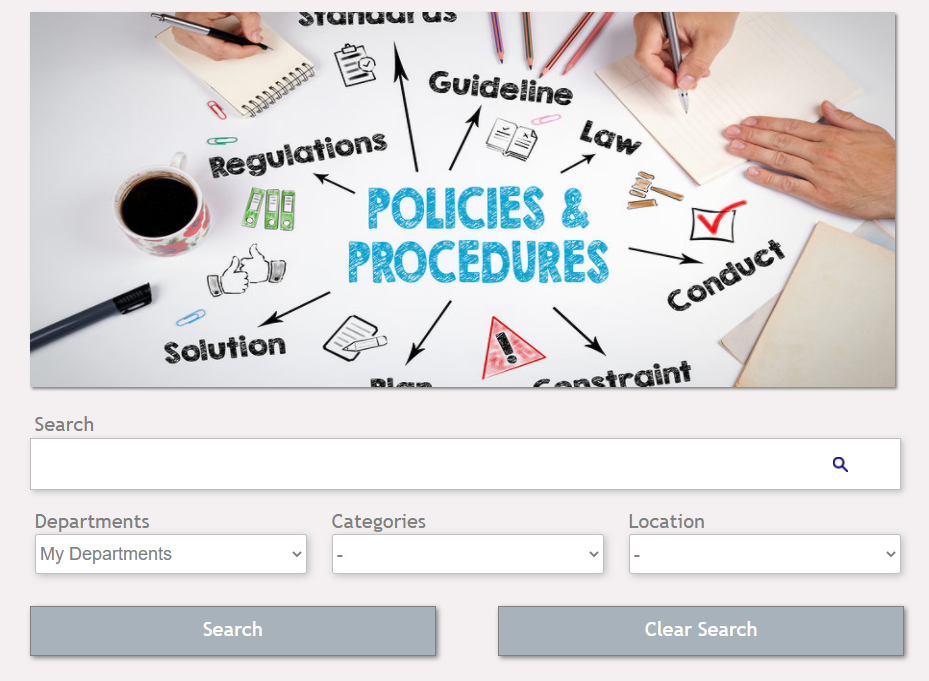 Standards
Guideline
Law
Regulations
POLICIES &
PROCEDURES
Conduct
Solution
Plan
Constraint
Search
Departments
Categories
Location
My Departments
-
-
Search
Clear Search